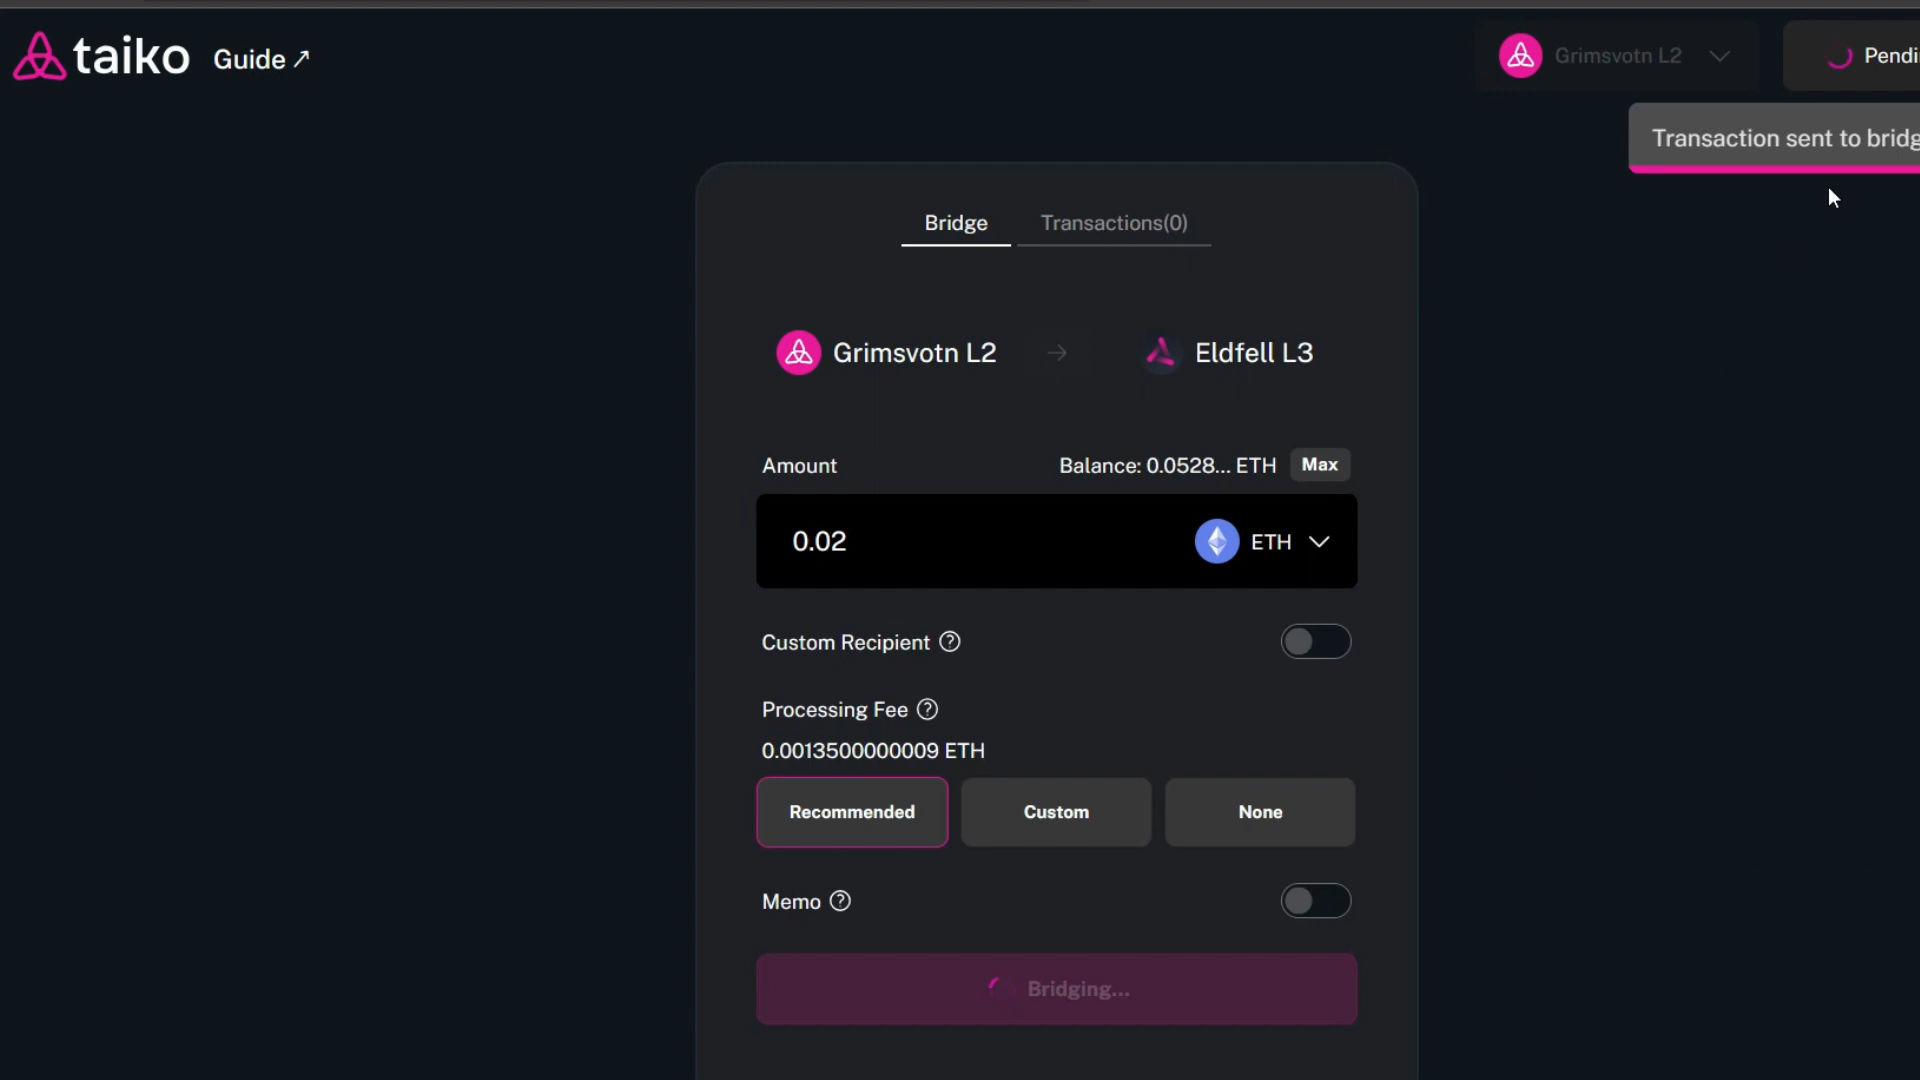 taiko Guide ↗
Grimsvotn L2
Pendi
Transaction sent to bridg
Bridge Transactions(0)
Grimsvotn L2 → Eldfell L3
Amount Balance: 0.0528... ETH Max
0.02 ETH
Custom Recipient
Processing Fee
0.0013500000009 ETH
Recommended Custom None
Memo
Bridging...